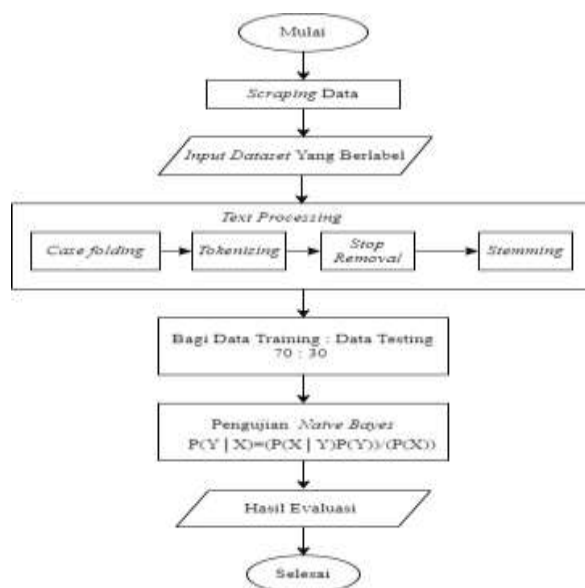 Mulai
Scraping Data
Input Dataset Yang Berlabel
Text Processing
Case folding
Tokenizing
Stop
Removal
Stemming
Bagi Data Training : Data Testing
70 : 30
Pengujian Naive Bayes
P(Y | X)=(P(X | Y)P(Y))/(P(X))
Hasil Evaluasi
Selesai